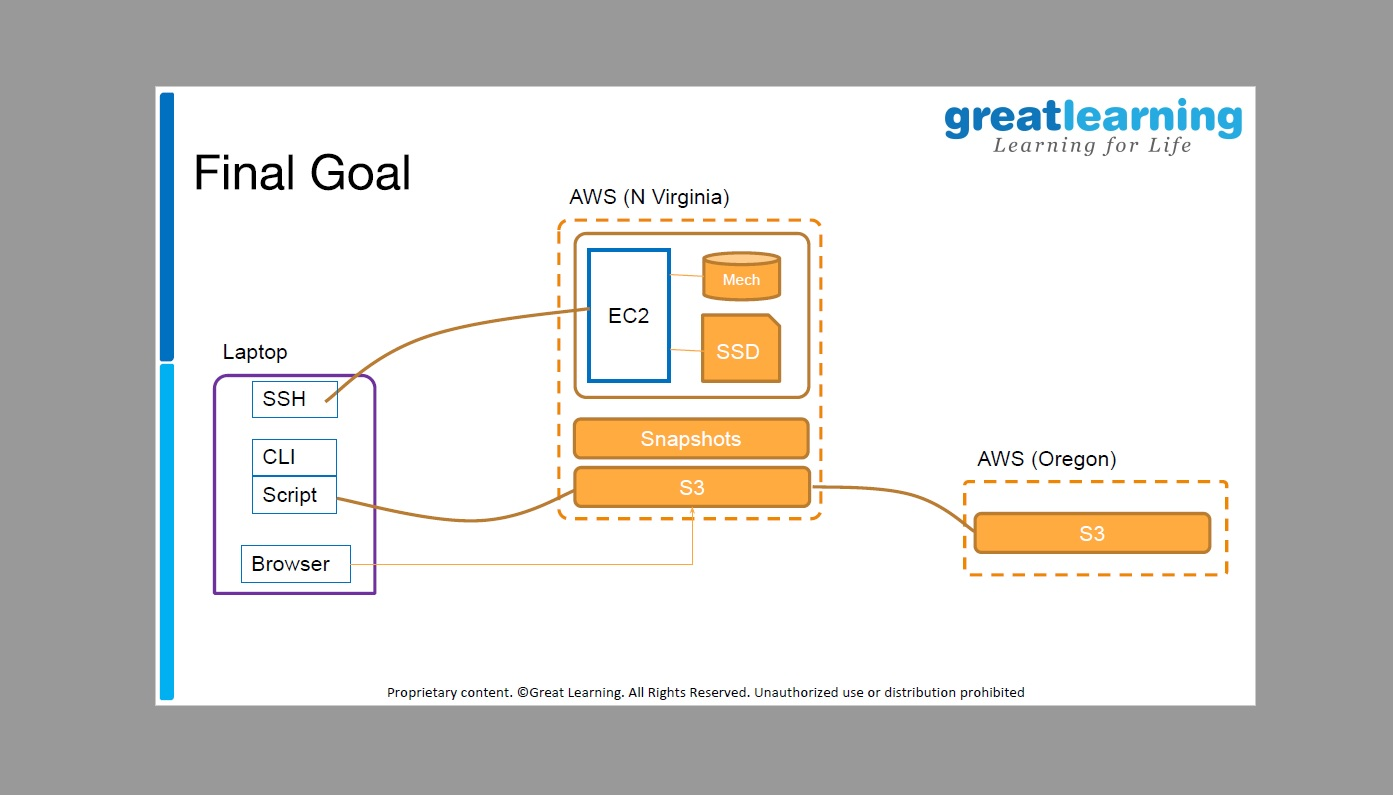 greatlearning
Learning for Life
Final Goal
AWS (N Virginia)
Mech
EC2
SSD
Laptop
SSH
CLI
Script
Browser
Snapshots
S3
AWS (Oregon)
S3
Proprietary content. ©Great Learning. All Rights Reserved. Unauthorized use or distribution prohibited